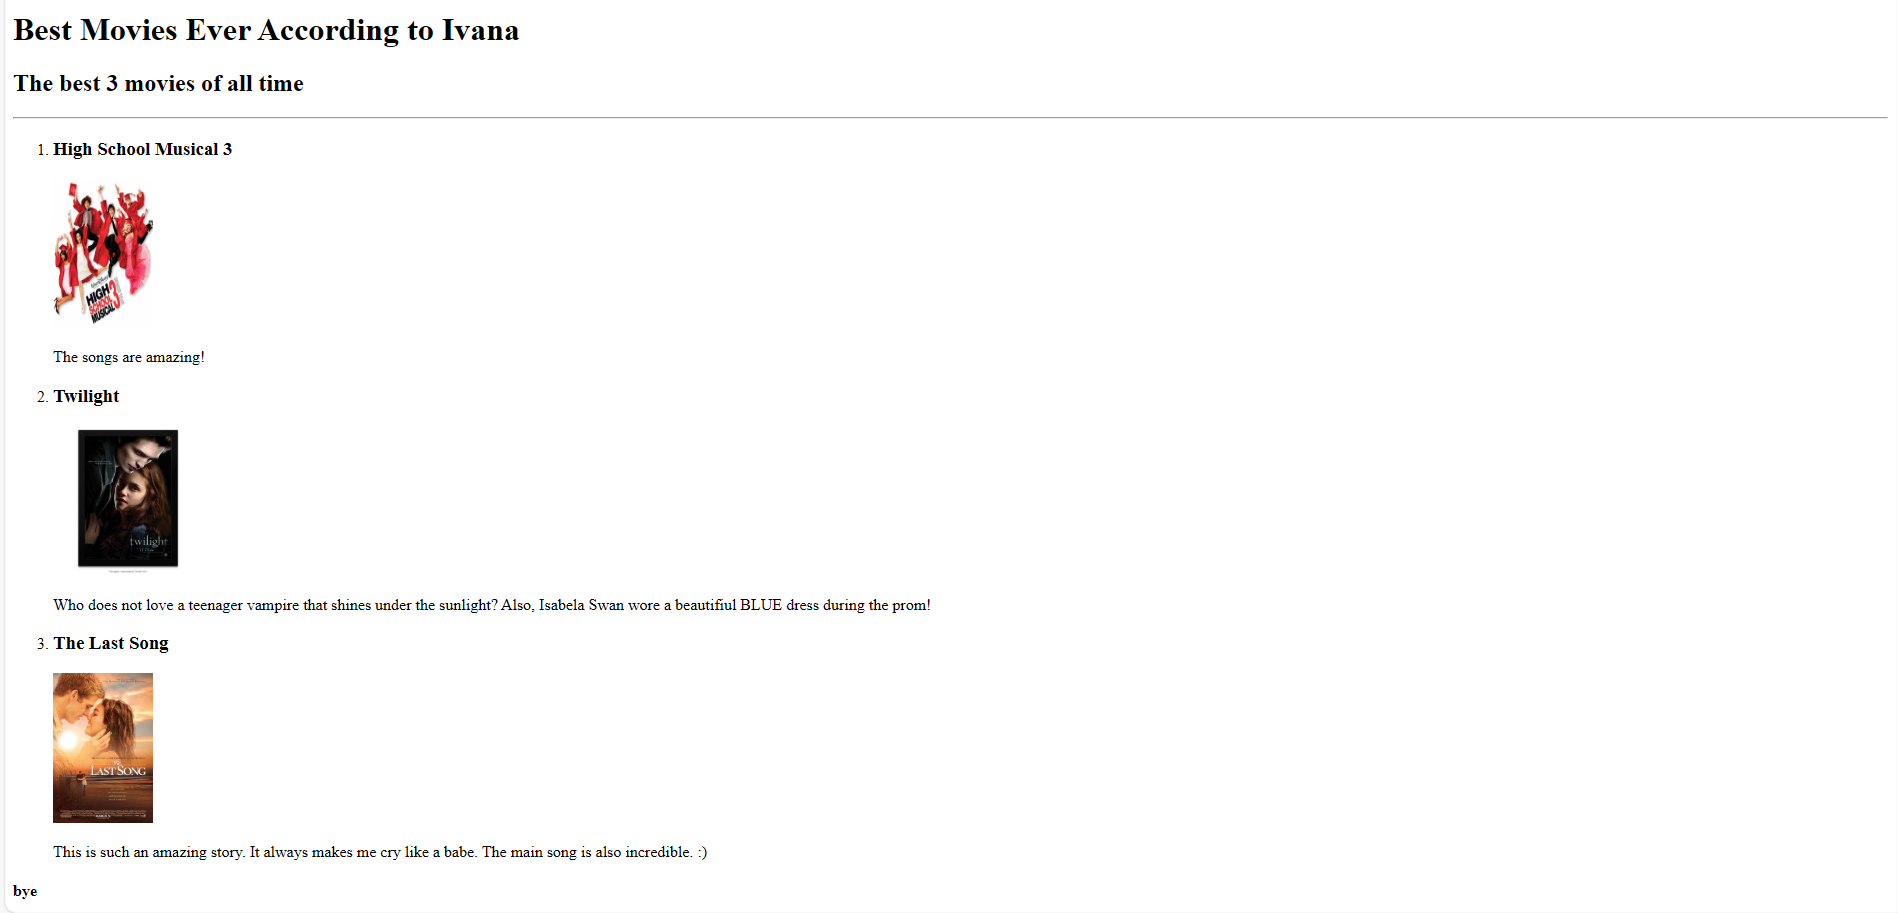 Best Movies Ever According to Ivana
The best 3 movies of all time
1. High School Musical 3
HIGH
SCHOOL
MUSICAL 3
The songs are amazing!
2. Twilight
twilight
Who does not love a teenager vampire that shines under the sunlight? Also, Isabela Swan wore a beautifiul BLUE dress during the prom!
3. The Last Song
THE
LAST SONG
This is such an amazing story. It always makes me cry like a babe. The main song is also incredible. :)
bye